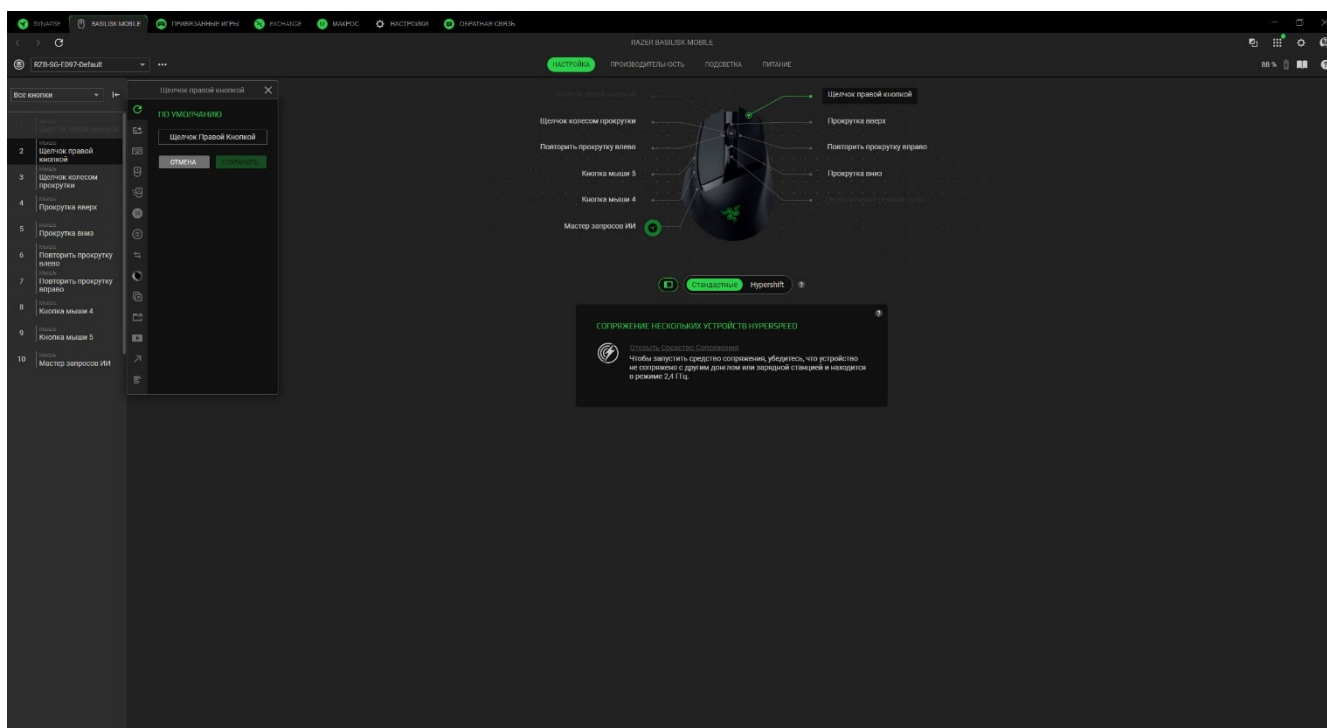 SYNAPSE
BASILISK MOBILE
ПРИВЯЗАННЫЕ ИГРЫ
EXCHANGE
МАКРОС
НАСТРОЙКИ
ОБРАТНАЯ СВЯЗЬ
RAZER BASILISK MOBILE
RZ8-SG-E097-Default
НАСТРОЙКА
ПРОИЗВОДИТЕЛЬНОСТЬ
ПОДСВЕТКА
ПИТАНИЕ
80 %
Все кнопки
2
Щелчок правой
кнопкой
3
Щелчок колесом
прокрутки
4
Прокрутка вверх
5
Прокрутка вниз
6
Повторить прокрутку
влево
7
Повторить прокрутку
вправо
8
Кнопка мыши 4
9
Кнопка мыши 5
10
Мастер запросов ИИ
Щелчок правой кнопкой
ПО УМОЛЧАНИЮ
Щелчок Правой Кнопкой
ОТМЕНА
СОХРАНИТЬ
Щелчок колесом прокрутки
Повторить прокрутку влево
Кнопка мыши 5
Кнопка мыши 4
Мастер запросов ИИ
Щелчок правой кнопкой
Прокрутка вверх
Повторить прокрутку вправо
Прокрутка вниз
Стандартные
Hypershift
СОПРЯЖЕНИЕ НЕСКОЛЬКИХ УСТРОЙСТВ HYPERSPEED
Открыть Средство Сопряжения
Чтобы запустить средство сопряжения, убедитесь, что устройство
не сопряжено с другим донглом или зарядной станцией и находится
в режиме 2,4 ГГц.